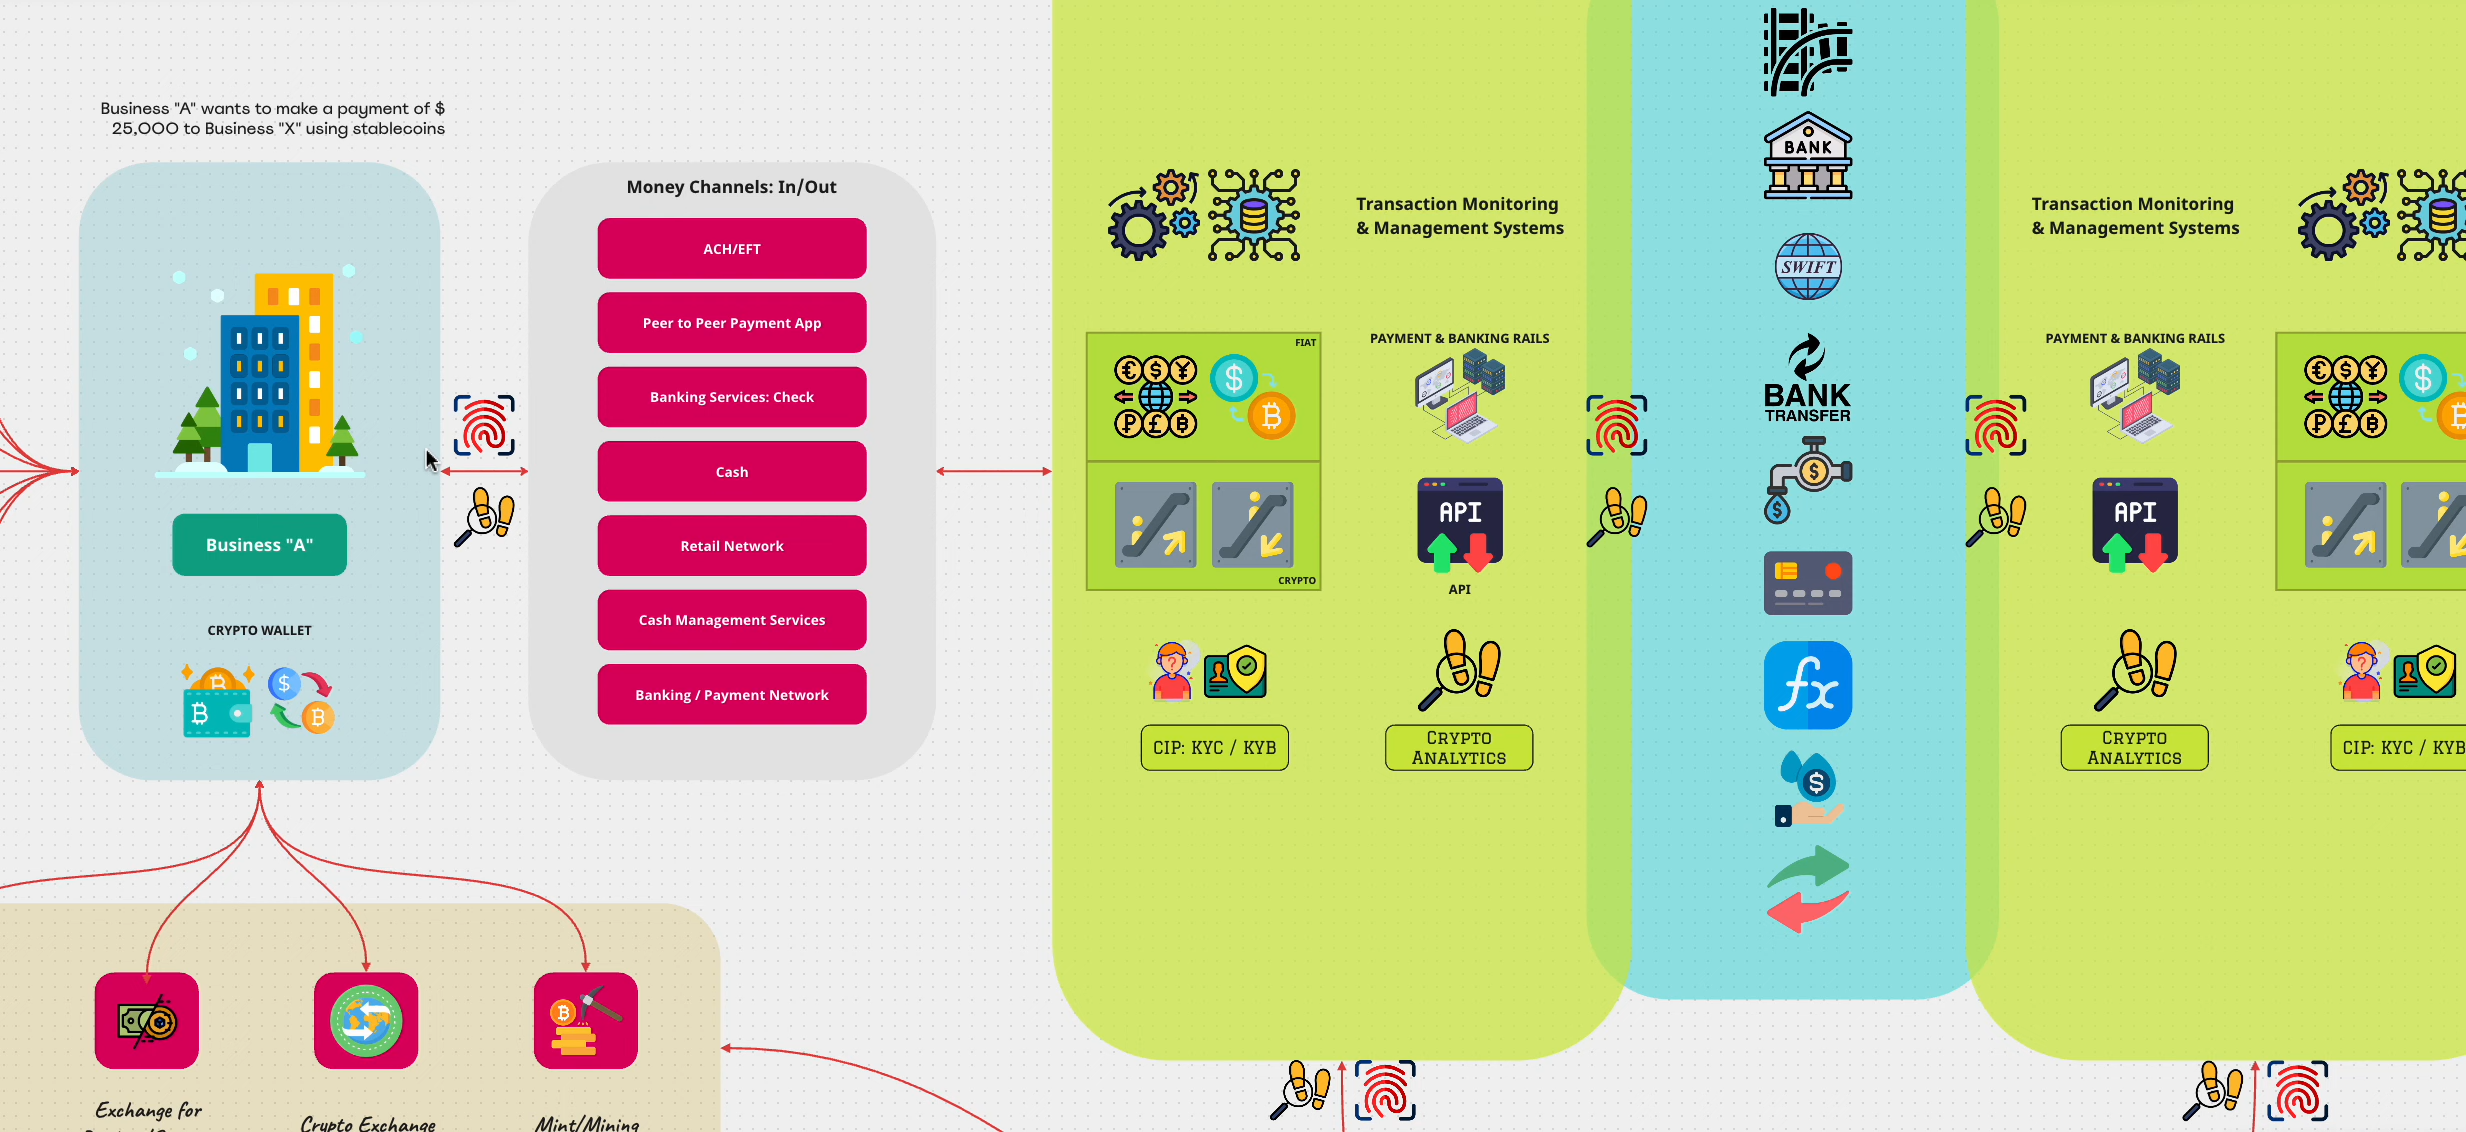 Business "A" wants to make a payment of $
25,000 to Business "X" using stablecoins
Business "A"
CRYPTO WALLET
Money Channels: In/Out
ACH/EFT
Peer to Peer Payment App
Banking Services: Check
Cash
Retail Network
Cash Management Services
Banking / Payment Network
Transaction Monitoring
& Management Systems
FIAT
CRYPTO
PAYMENT & BANKING RAILS
API
API
CIP: KYC / KYB
Crypto
Analytics
BANK
SWIFT
BANK
TRANSFER
fx
Transaction Monitoring
& Management Systems
PAYMENT & BANKING RAILS
API
Crypto
Analytics
CIP: KYC / KYB
Exchange for
Crypto Exchange
Mint/Mining